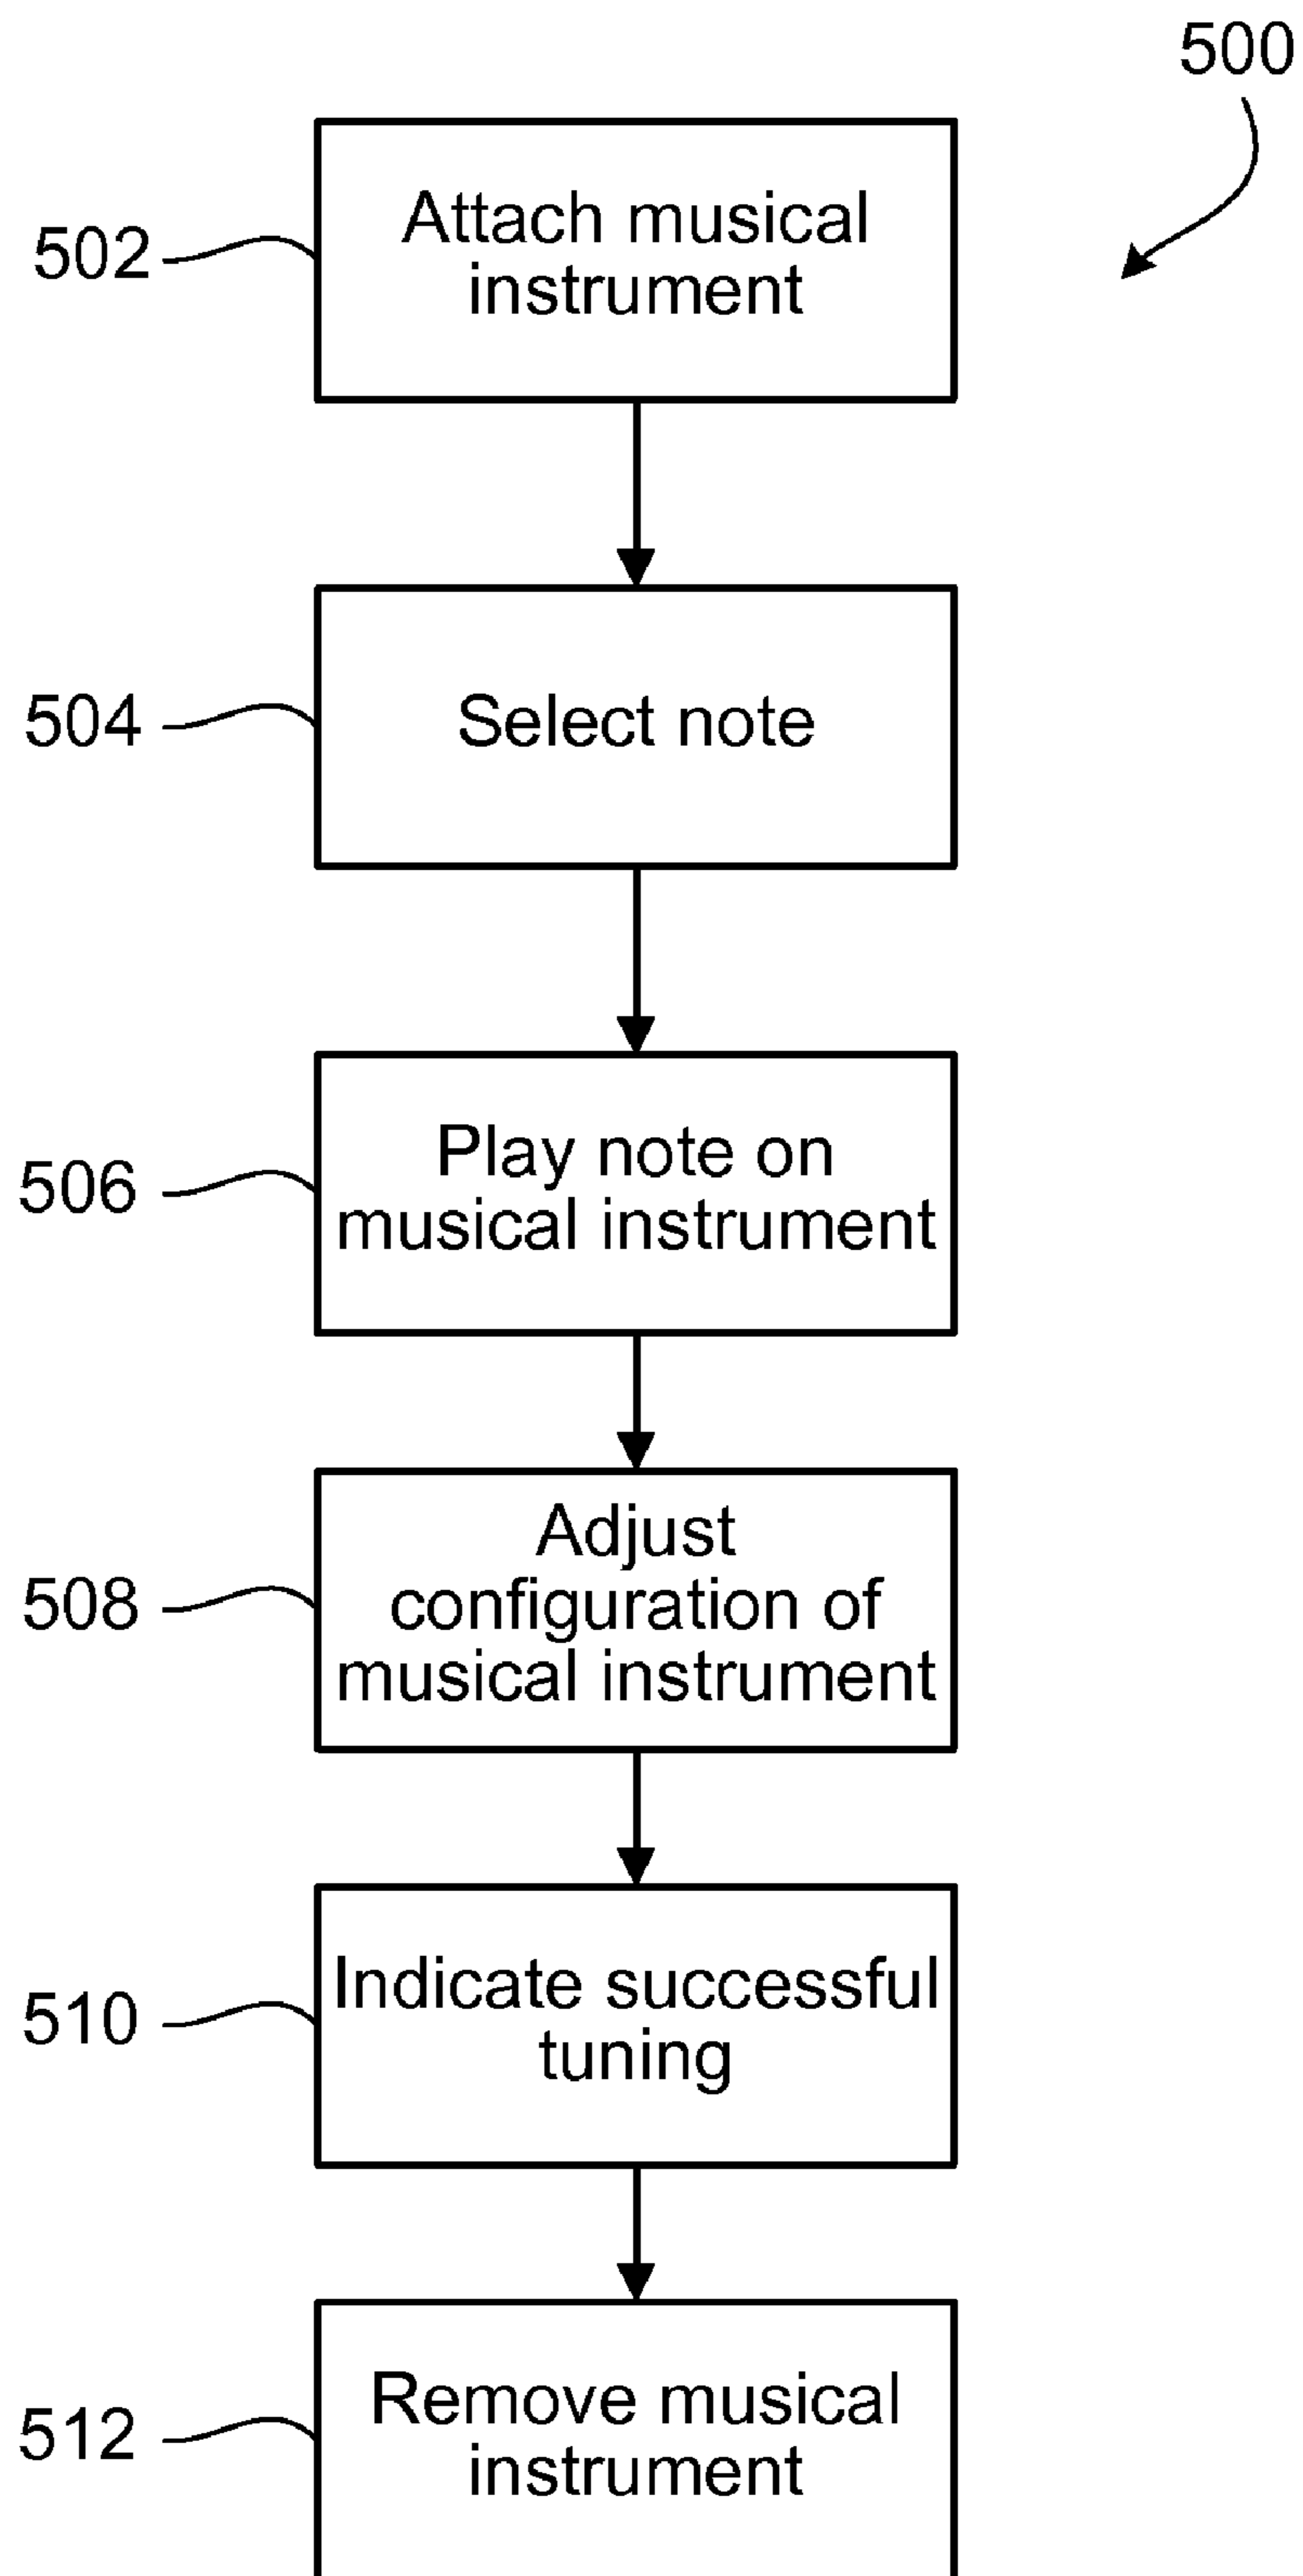 500
502
Attach musical
instrument
504
Select note
506
Play note on
musical instrument
508
Adjust
configuration of
musical instrument
510
Indicate successful
tuning
512
Remove musical
instrument